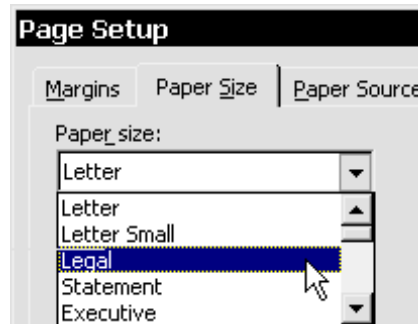 Page Setup
Margins Paper Size Paper Source
Paper size:
Letter
Letter
Letter Small
Legal
Statement
Executive